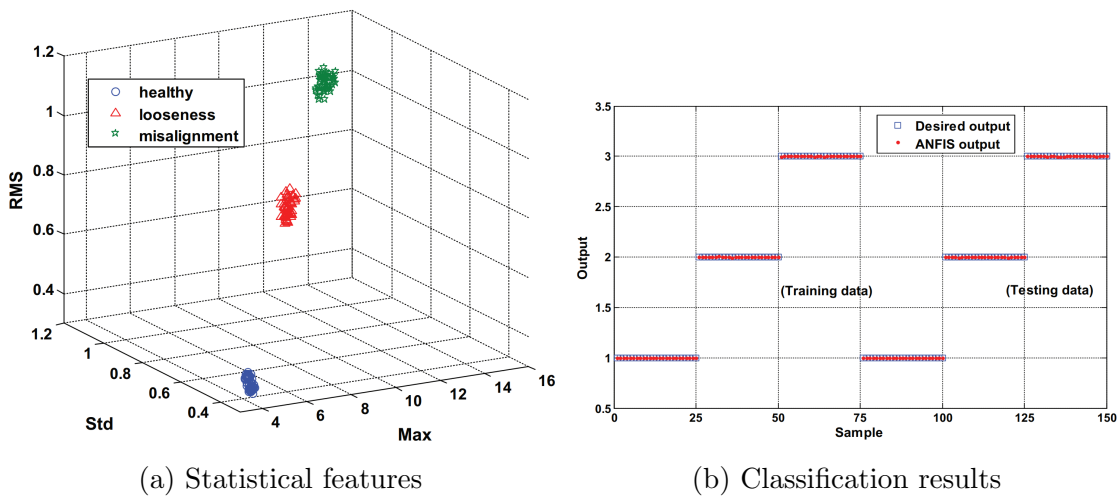 1.2
1
0.8
0.6
0.4
RMS
healthy
looseness
misalignment
1.2
1
0.8
0.6
0.4
Std
4
6
8
10
12
14
16
Max
(a) Statistical features
3.5
3
2.5
2
1.5
1
0.5
Output
Desired output
ANFIS output
(Training data)
(Testing data)
0
25
50
75
100
125
150
Sample
(b) Classification results